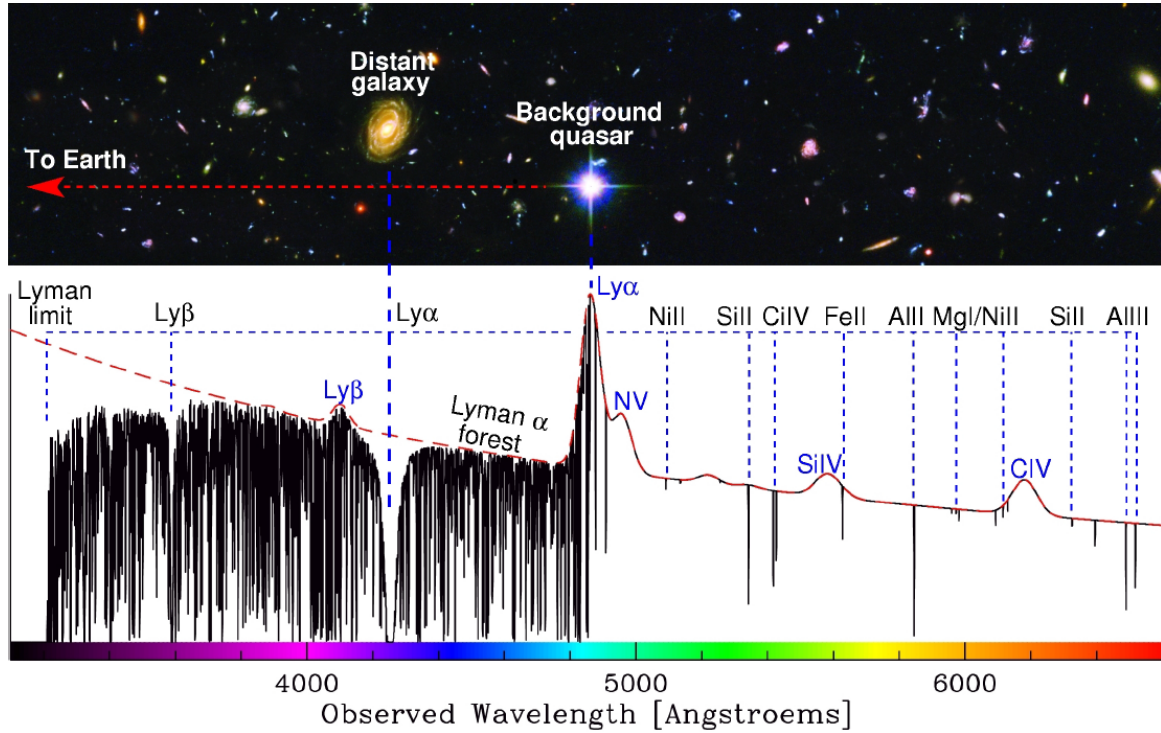 Distant
galaxy
Background
quasar
To Earth
Lyman
limit
Lyβ
Lyα
Lyα
NiII
SiII
CiIV
FeII
AlII
MgI/NiII
SiII
AlIII
Lyβ
Lyman α
forest
NV
SiIV
CIV
4000
5000
6000
Observed Wavelength [Angstroems]